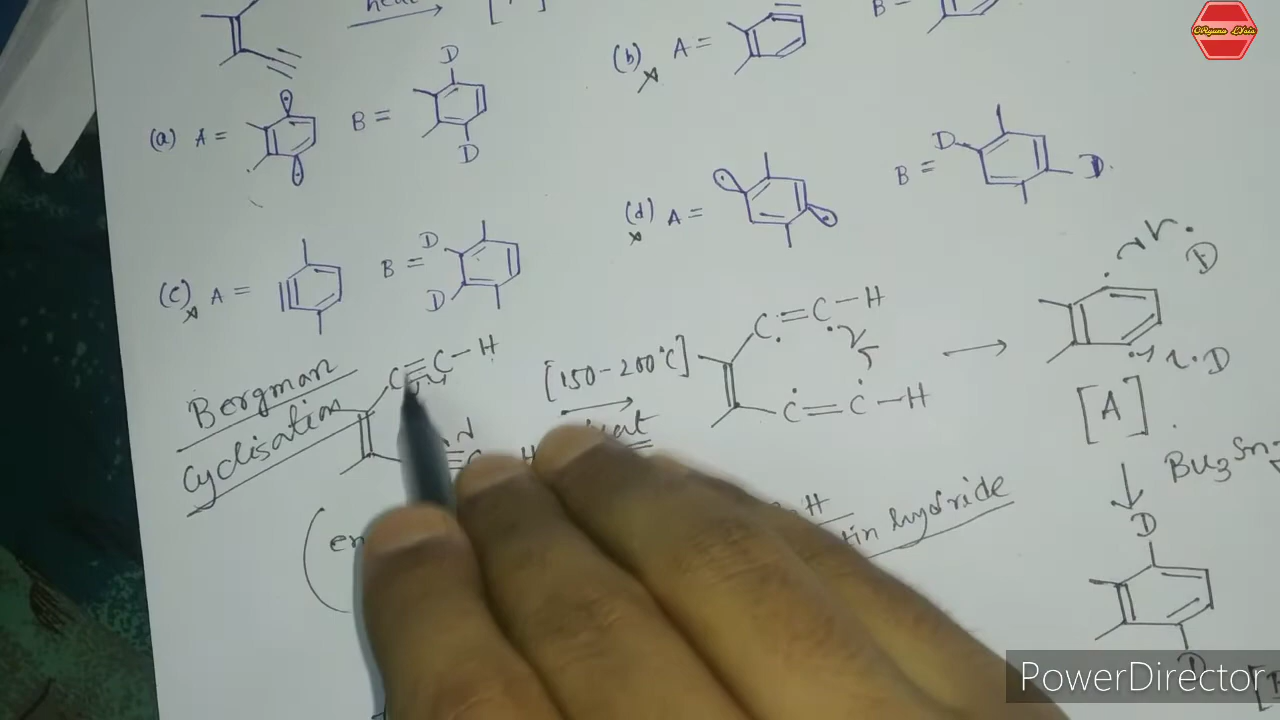 heat
[
]
B -
(b) A =
(a) A =
B =
D
D
(d) A =
B =
D
D
(c) A =
B =
D
D
Bergman
Cyclisation
C≡C-H
[150-200°C]
C=C-H
C=C-H
D
D
[A]
Bu3Sn
D
D
tin hydride
PowerDirector